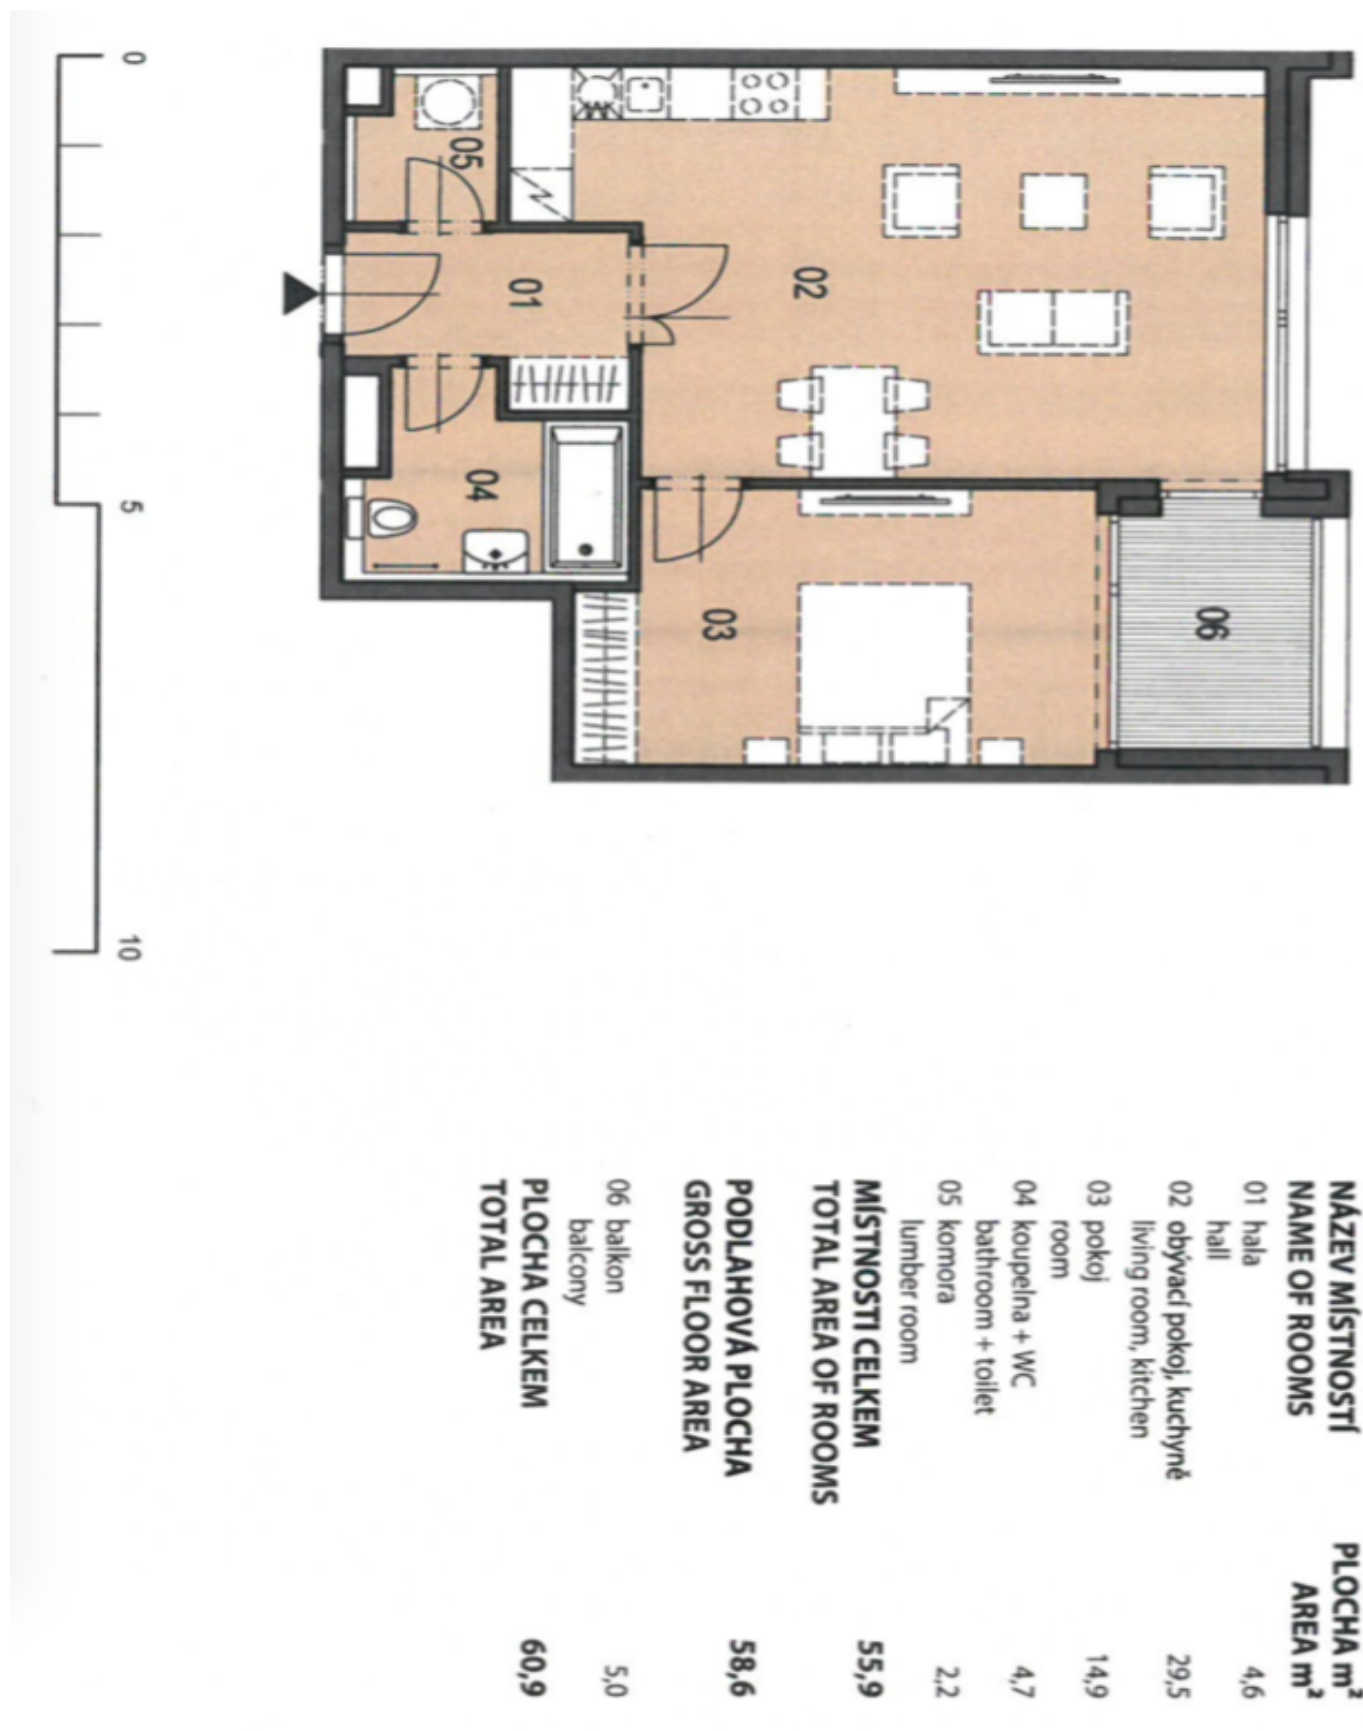 NÁZEV MÍSTNOSTÍ PLOCHA m²
NAME OF ROOMS AREA m²
01 hala 4,6
hall
02 obývací pokoj, kuchyně 29,5
living room, kitchen
03 pokoj 14,9
room
04 koupelna + WC 4,7
bathroom + toilet
05 komora 2,2
lumber room
MÍSTNOSTI CELKEM 55,9
TOTAL AREA OF ROOMS
PODLAHOVÁ PLOCHA 58,6
GROSS FLOOR AREA
06 balkon 5,0
balcony
PLOCHA CELKEM 60,9
TOTAL AREA
06
02
03
01
04
05
0
5
10